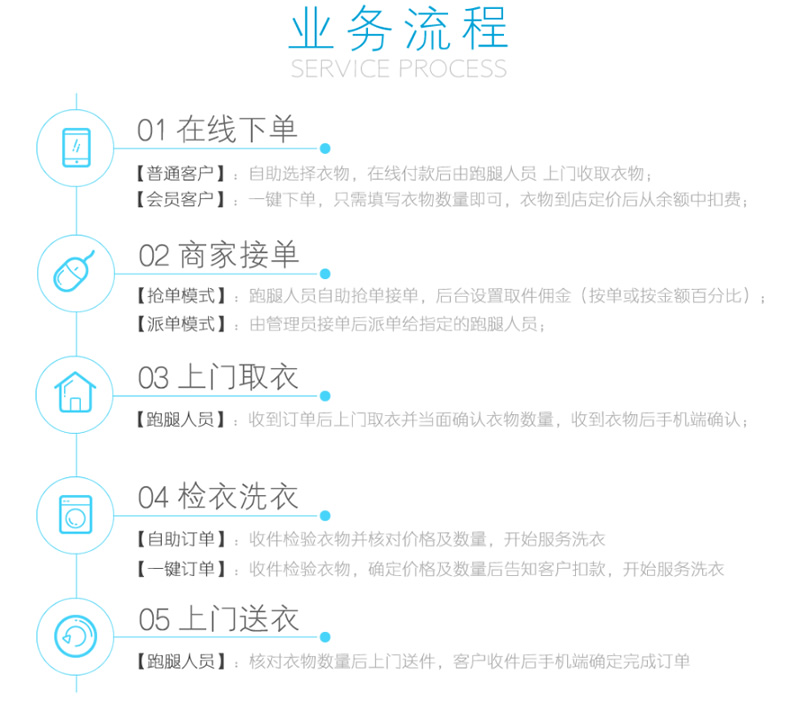 业务流程
SERVICE PROCESS
01 在线下单
【普通客户】：自助选择衣物，在线付款后由跑腿人员 上门收取衣物；
【会员客户】：一键下单，只需填写衣物数量即可，衣物到店定价后从余额中扣费；
02 商家接单
【抢单模式】：跑腿人员自助抢单接单，后台设置取件佣金（按单或按金额百分比）；
【派单模式】：由管理员接单后派单给指定的跑腿人员；
03 上门取衣
【跑腿人员】：收到订单后上门取衣并当面确认衣物数量，收到衣物后手机端确认；
04 检衣洗衣
【自助订单】：收件检验衣物并核对价格及数量，开始服务洗衣
【一键订单】：收件检验衣物，确定价格及数量后告知客户扣款，开始服务洗衣
05 上门送衣
【跑腿人员】：核对衣物数量后上门送件，客户收件后手机端确定完成订单